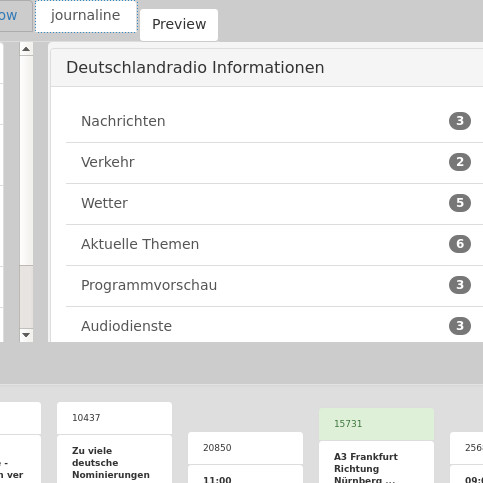 ow
journaline
Preview
Deutschlandradio Informationen
Nachrichten 3
Verkehr 2
Wetter 5
Aktuelle Themen 6
Programmvorschau 3
Audiodienste 3
10437
Zu viele
deutsche
Nominierungen
20850
11:00
15731
A3 Frankfurt
Richtung
Nürnberg ...
256
09:
e -
n ver